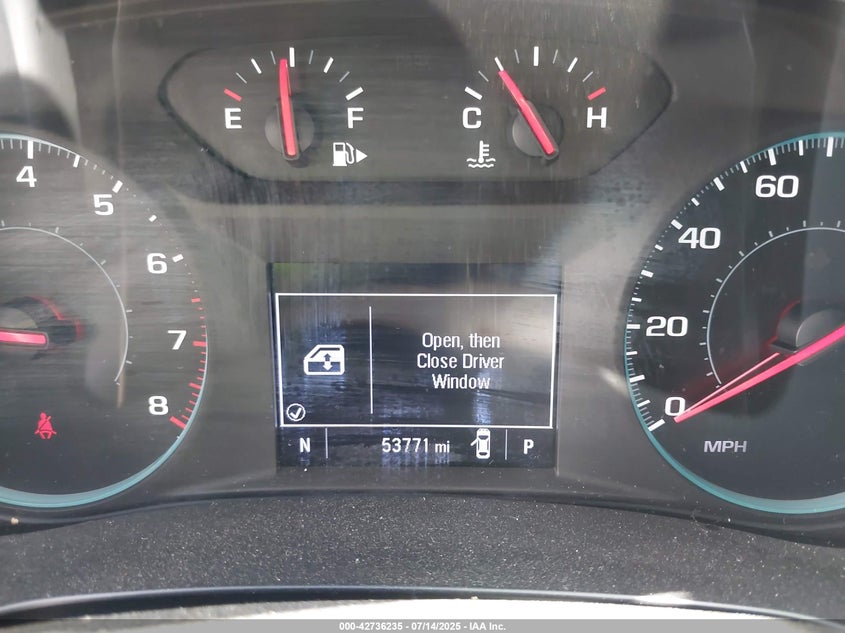 E F
C H
4
5
6
7
8
60
40
20
0
MPH
Open, then
Close Driver
Window
N 53771 mi P
000-42736235 - 07/14/2025 - IAA Inc.